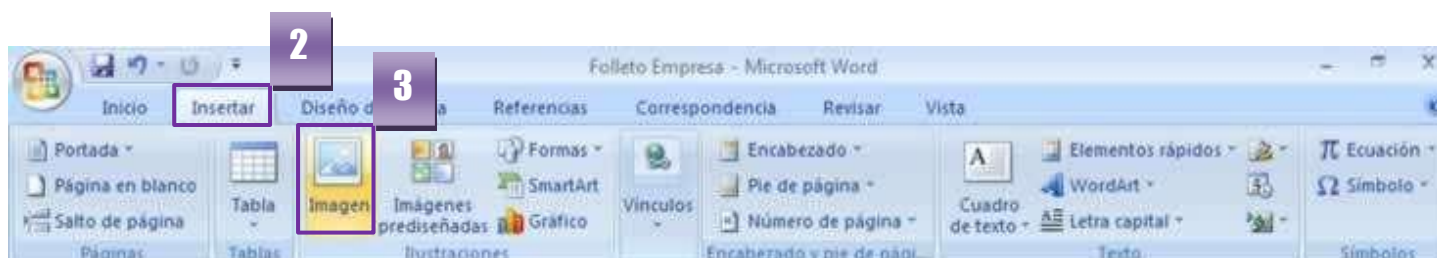 2
3
Folleto Empresa - Microsoft Word
Inicio Insertar Diseño d a Referencias Correspondencia Revisar Vista
Portada
Página en blanco
Salto de página
Páginas
Tabla
Tablas
Imagen
Imágenes
prediseñadas
Formas
SmartArt
Gráfico
Ilustraciones
Vínculos
Encabezado
Pie de página
Número de página
Encabezado y pie de pági...
A
Cuadro
de texto
Elementos rápidos
WordArt
Letra capital
Texto
π Ecuación
Ω Símbolo
Símbolos